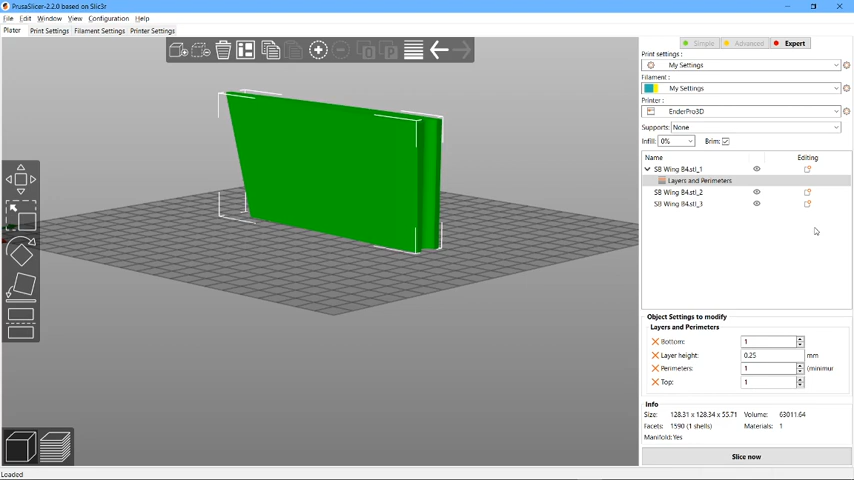 PrusaSlicer-2.2.0 based on Slic3r
File Edit Window View Configuration Help
Plater Print Settings Filament Settings Printer Settings
Simple Advanced Expert
Print settings :
My Settings
Filament :
My Settings
Printer :
EnderPro3D
Supports: None
Infill: 0% Brim:
Name Editing
SB Wing B4.stl_1
Layers and Perimeters
SB Wing B4.stl_2
SB Wing B4.stl_3
Object Settings to modify
Layers and Perimeters
Bottom: 1
Layer height: 0.25 mm
Perimeters: 1 (minimur
Top: 1
Info
Size: 128.31 x 128.34 x 55.71 Volume: 63011.64
Facets: 1590 (1 shells) Materials: 1
Manifold: Yes
Slice now
Loaded